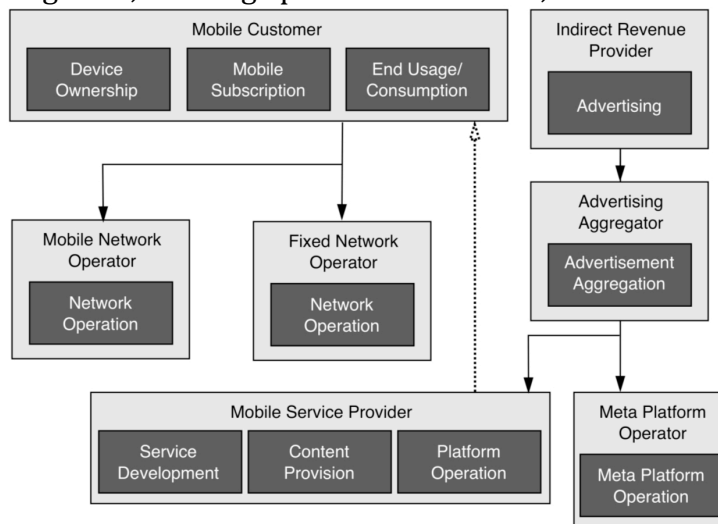 Mobile Customer
Device
Ownership
Mobile
Subscription
End Usage/
Consumption
Indirect Revenue
Provider
Advertising
Mobile Network
Operator
Network
Operation
Fixed Network
Operator
Network
Operation
Advertising
Aggregator
Advertisement
Aggregation
Mobile Service Provider
Service
Development
Content
Provision
Platform
Operation
Meta Platform
Operator
Meta Platform
Operation